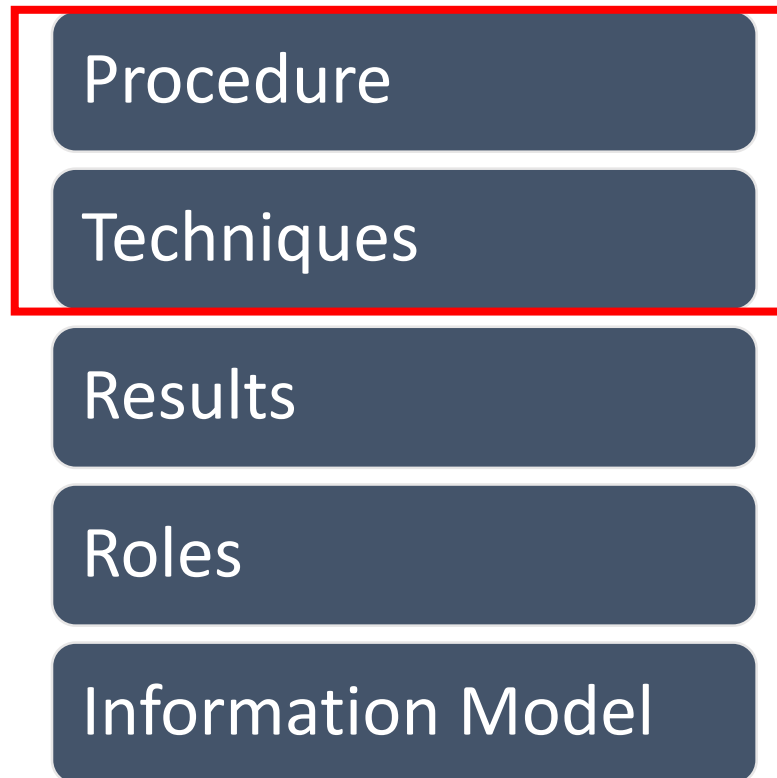 Procedure
Techniques
Results
Roles
Information Model